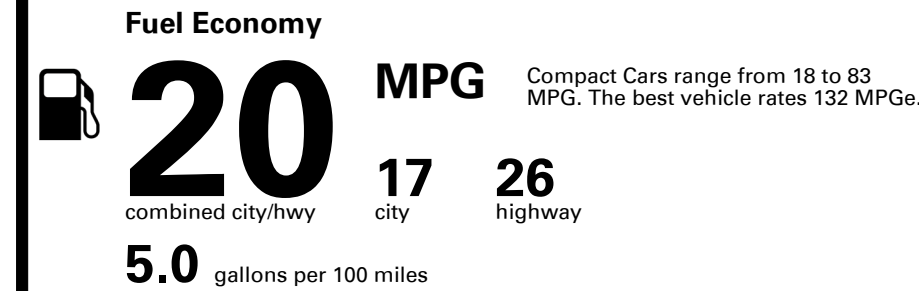 Fuel Economy
20
MPG
Compact Cars range from 18 to 83
MPG. The best vehicle rates 132 MPGe.
17
26
combined city/hwy
city
highway
5.0 gallons per 100 miles